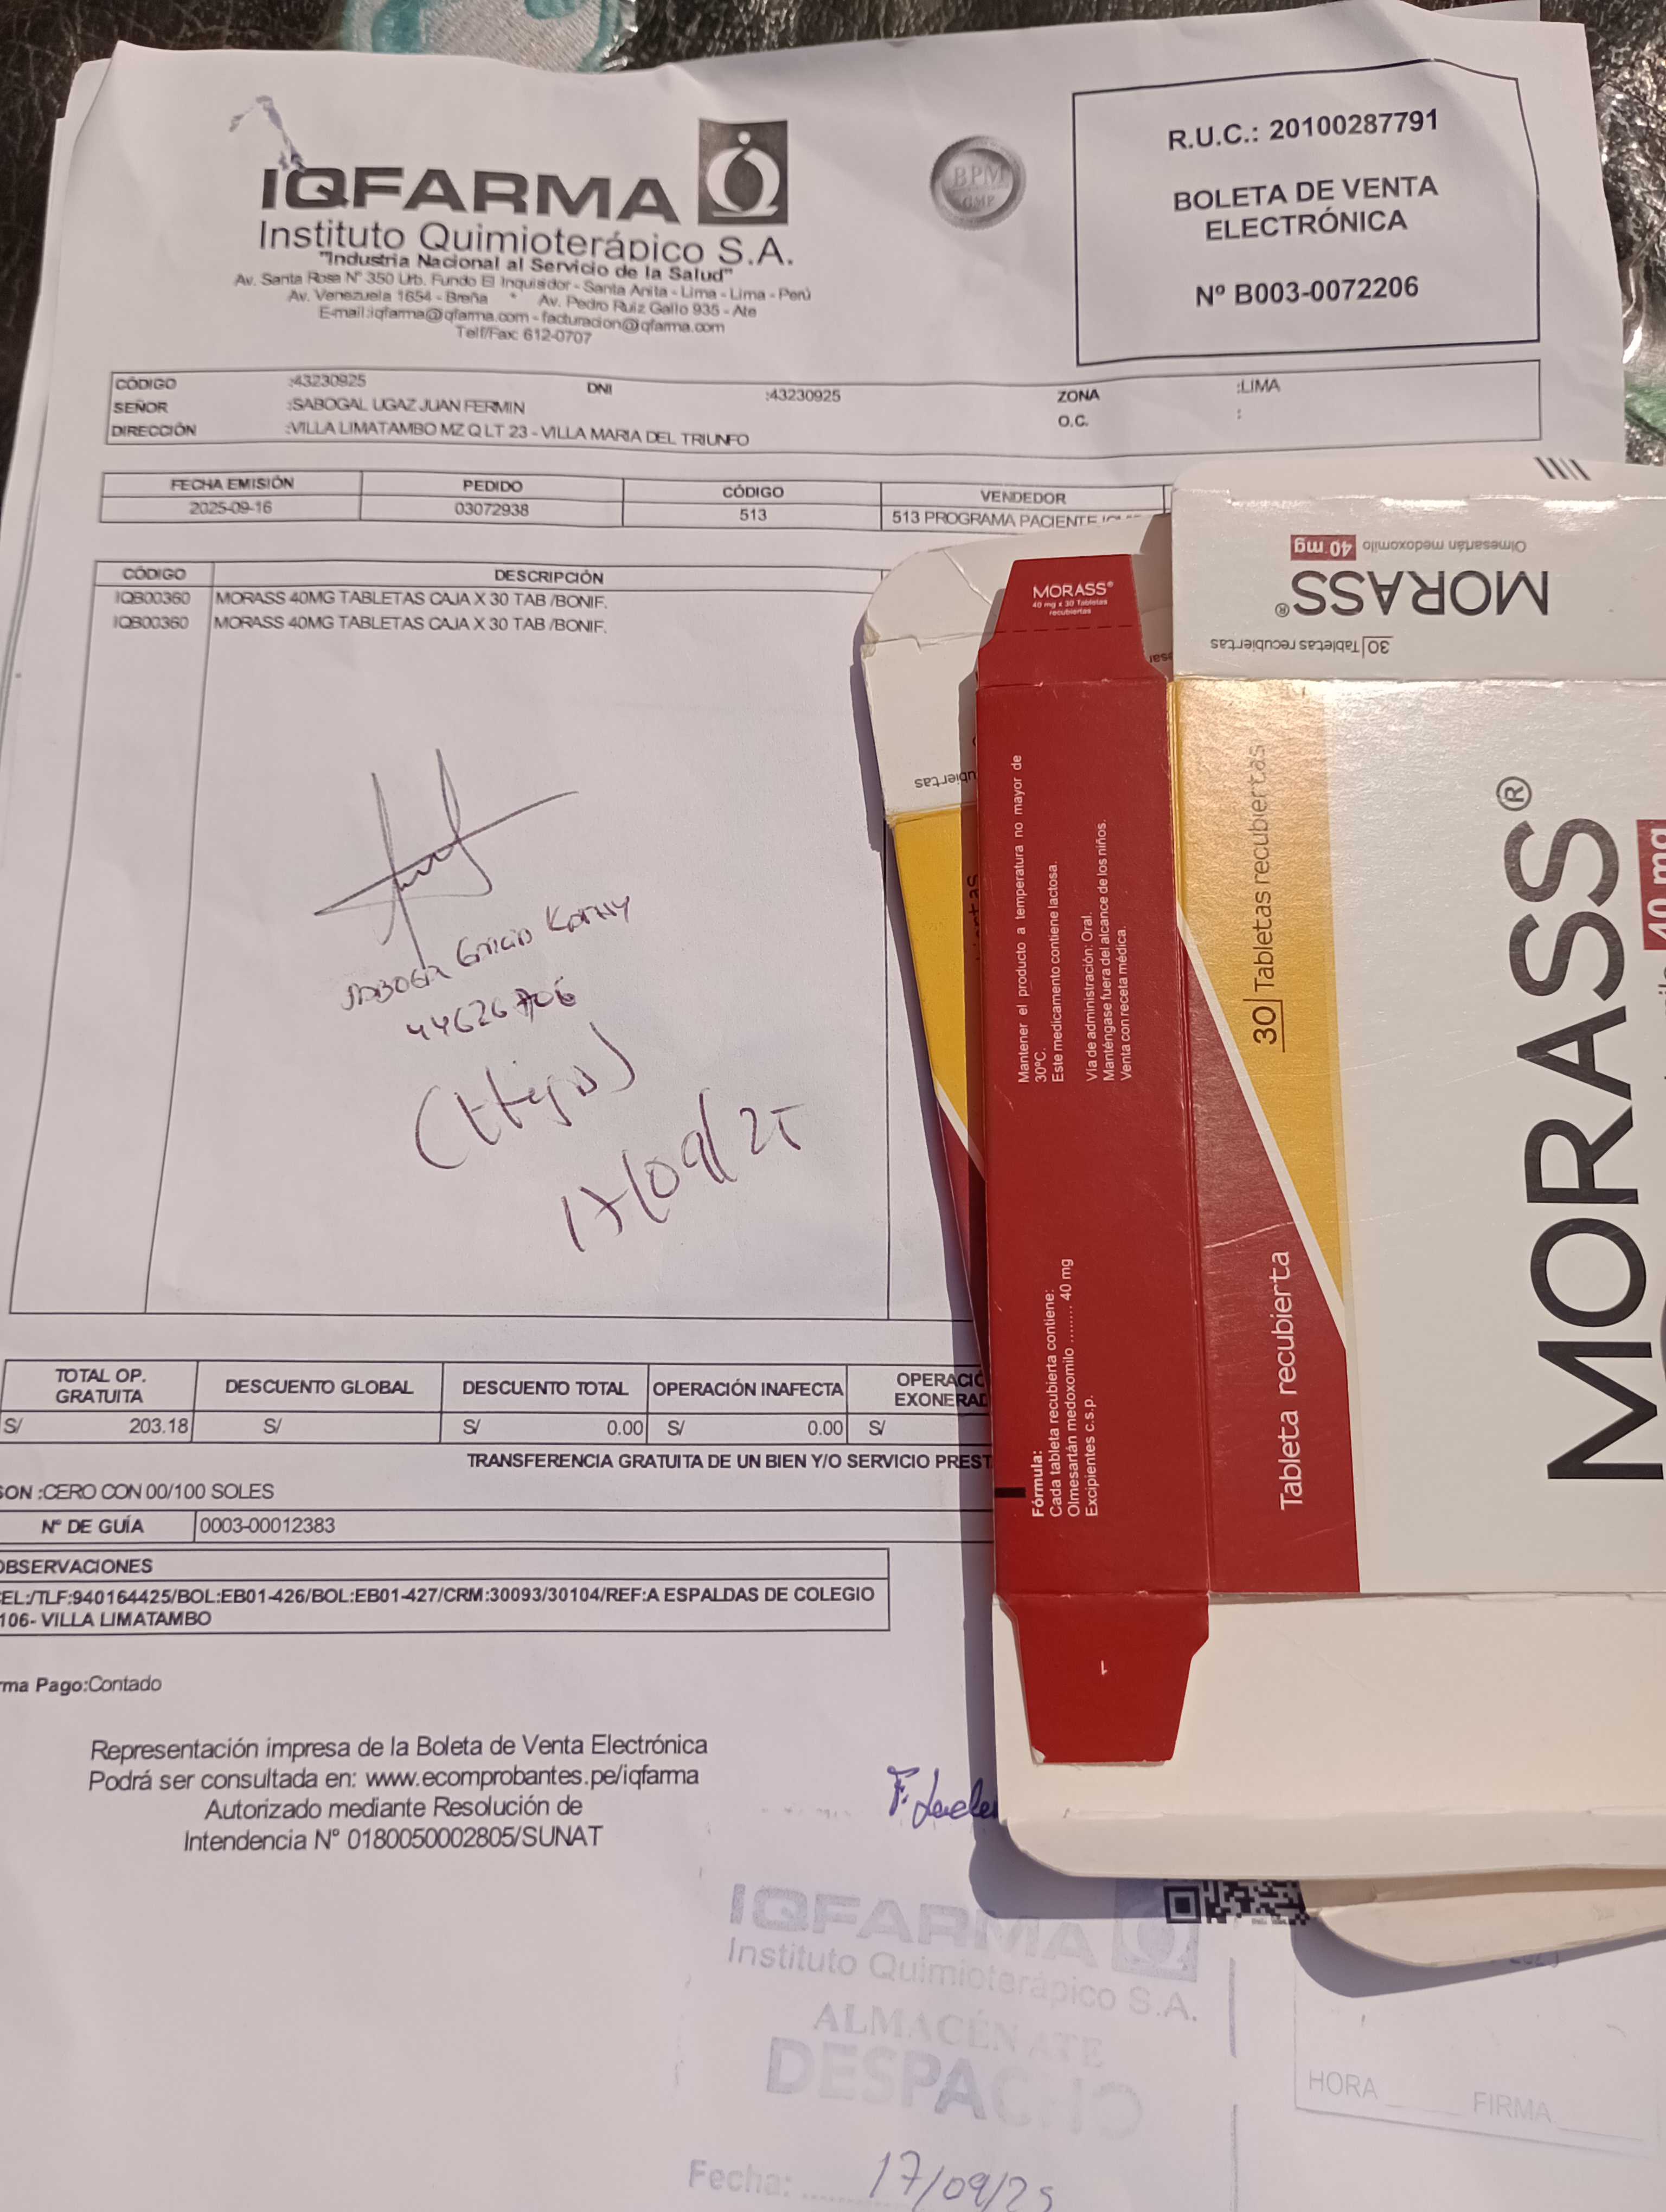 IQFARMA
Instituto Quimioterápico S.A.
"Industria Nacional al Servicio de la Salud"
Av. Santa Rosa Nº 350 Urb. Fundo El Inquisidor - Santa Anita - Lima - Lima - Perú
Av. Venezuela 1654 - Breña * Av. Pedro Ruiz Gallo 935 - Ate
E-mail:iqfarma@iqfarma.com - facturacion@iqfarma.com
Telf/Fax: 612-0707
BPM
GMP
R.U.C.: 20100287791
BOLETA DE VENTA
ELECTRÓNICA
Nº B003-0072206
CÓDIGO :43230925 DNI :43230925 ZONA :LIMA
SEÑOR :SABOGAL UGAZ JUAN FERMIN O.C. :
DIRECCIÓN :VILLA LIMATAMBO MZ Q LT 23 - VILLA MARIA DEL TRIUNFO
FECHA EMISIÓN PEDIDO CÓDIGO VENDEDOR
2025-09-16 03072938 513 513 PROGRAMA PACIENTE
CÓDIGO DESCRIPCIÓN
IQB00360 MORASS 40MG TABLETAS CAJA X 30 TAB /BONIF.
IQB00360 MORASS 40MG TABLETAS CAJA X 30 TAB /BONIF.
(Hijo)
17/09/25
TOTAL OP. GRATUITA DESCUENTO GLOBAL DESCUENTO TOTAL OPERACIÓN INAFECTA
S/ 203.18 S/ S/ 0.00 S/ 0.00 S/
TRANSFERENCIA GRATUITA DE UN BIEN Y/O SERVICIO
SON :CERO CON 00/100 SOLES
Nº DE GUÍA 0003-00012383
OBSERVACIONES
EL:/TLF:940164425/BOL:EB01-426/BOL:EB01-427/CRM:30093/30104/REF:A ESPALDAS DE COLEGIO
106- VILLA LIMATAMBO
Pago:Contado
Representación impresa de la Boleta de Venta Electrónica
Podrá ser consultada en: www.ecomprobantes.pe/iqfarma
Autorizado mediante Resolución de
Intendencia Nº 0180050002805/SUNAT
IQFARMA
Instituto Quimioterápico S.A.
ALMACÉN ATE
DESPACHO
Fecha: 17/09/25
HORA FIRMA
MORASS®
40 mg x 30 Tabletas
recubiertas
Mantener el producto a temperatura no mayor de
30°C.
Este medicamento contiene lactosa.
Vía de administración: Oral.
Manténgase fuera del alcance de los niños.
Venta con receta médica.
Fórmula:
Cada tableta recubierta contiene:
Olmesartán medoxomilo ........ 40 mg
Excipientes c.s.p.
MORASS®
Olmesartán medoxomilo 40 mg
30 Tabletas recubiertas
30 Tabletas recubiertas
Tableta recubierta
MORASS®
40 mg